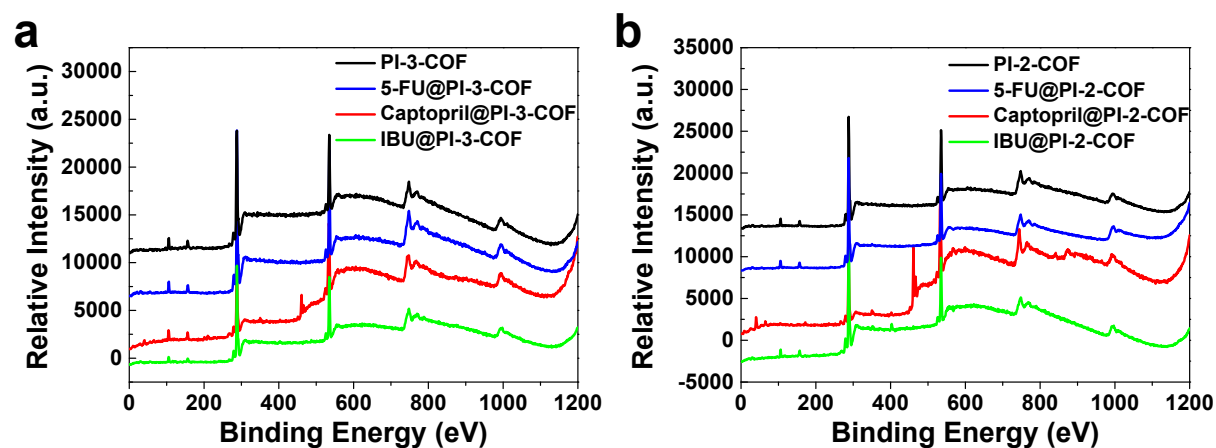 a
30000
25000
20000
15000
10000
5000
0
Relative Intensity (a.u.)
PI-3-COF
5-FU@PI-3-COF
Captopril@PI-3-COF
IBU@PI-3-COF
0 200 400 600 800 1000 1200
Binding Energy (eV)
b
35000
30000
25000
20000
15000
10000
5000
0
-5000
Relative Intensity (a.u.)
PI-2-COF
5-FU@PI-2-COF
Captopril@PI-2-COF
IBU@PI-2-COF
0 200 400 600 800 1000 1200
Binding Energy (eV)